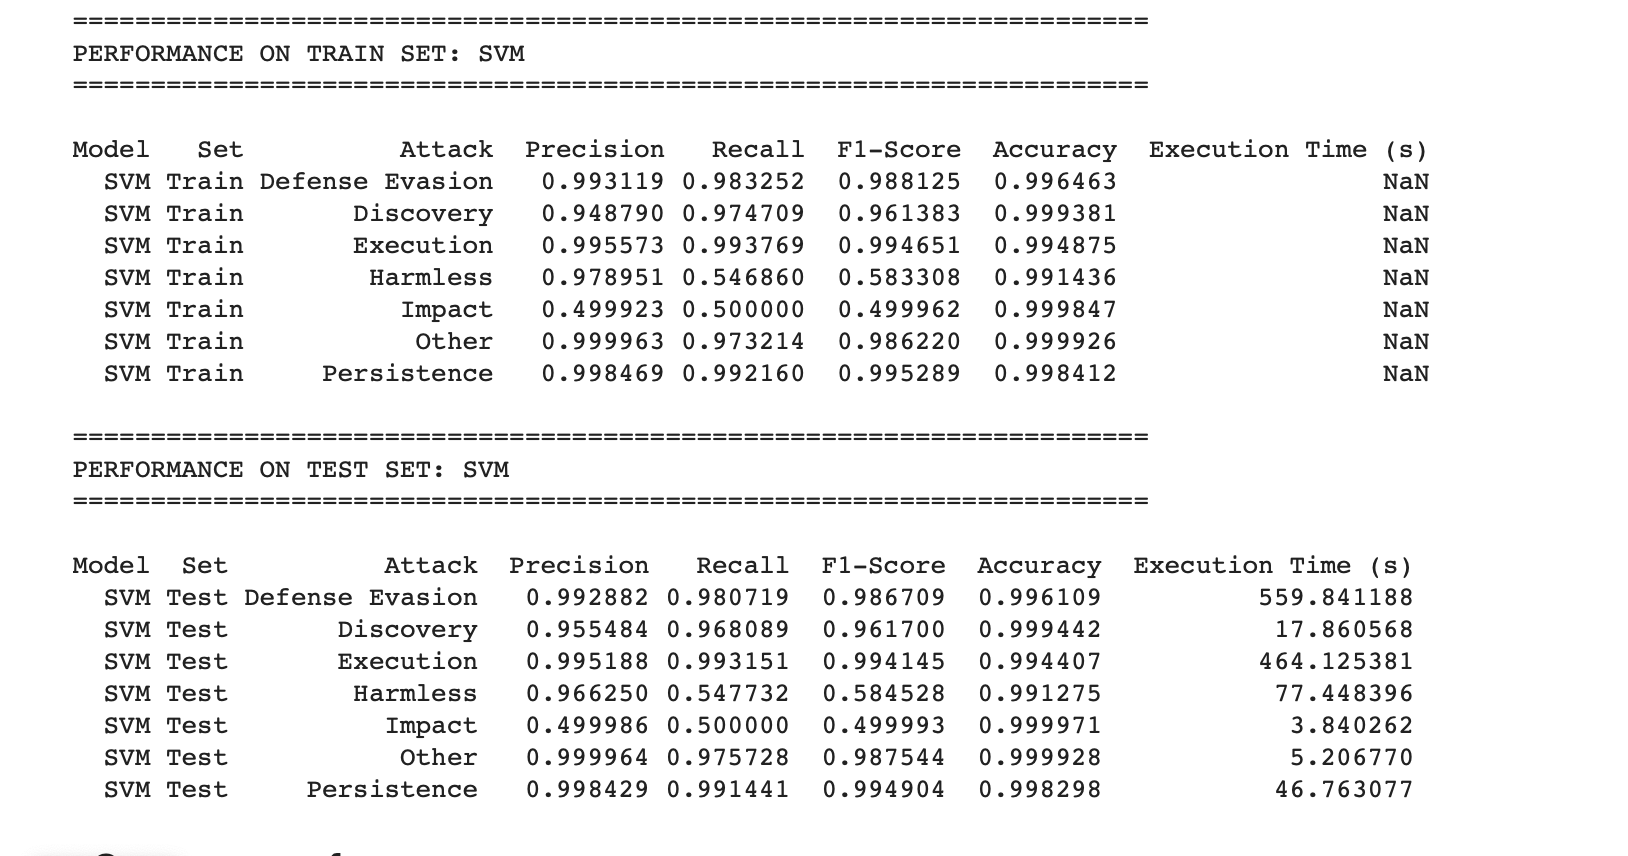 =====================================================================
PERFORMANCE ON TRAIN SET: SVM
=====================================================================
Model   Set          Attack  Precision   Recall  F1-Score  Accuracy  Execution Time (s)
  SVM Train Defense Evasion   0.993119 0.983252  0.988125  0.996463                 NaN
  SVM Train       Discovery   0.948790 0.974709  0.961383  0.999381                 NaN
  SVM Train       Execution   0.995573 0.993769  0.994651  0.994875                 NaN
  SVM Train        Harmless   0.978951 0.546860  0.583308  0.991436                 NaN
  SVM Train          Impact   0.499923 0.500000  0.499962  0.999847                 NaN
  SVM Train           Other   0.999963 0.973214  0.986220  0.999926                 NaN
  SVM Train     Persistence   0.998469 0.992160  0.995289  0.998412                 NaN
=====================================================================
PERFORMANCE ON TEST SET: SVM
=====================================================================
Model  Set          Attack  Precision   Recall  F1-Score  Accuracy  Execution Time (s)
  SVM Test Defense Evasion   0.992882 0.980719  0.986709  0.996109          559.841188
  SVM Test       Discovery   0.955484 0.968089  0.961700  0.999442           17.860568
  SVM Test       Execution   0.995188 0.993151  0.994145  0.994407          464.125381
  SVM Test        Harmless   0.966250 0.547732  0.584528  0.991275           77.448396
  SVM Test          Impact   0.499986 0.500000  0.499993  0.999971            3.840262
  SVM Test           Other   0.999964 0.975728  0.987544  0.999928            5.206770
  SVM Test     Persistence   0.998429 0.991441  0.994904  0.998298           46.763077